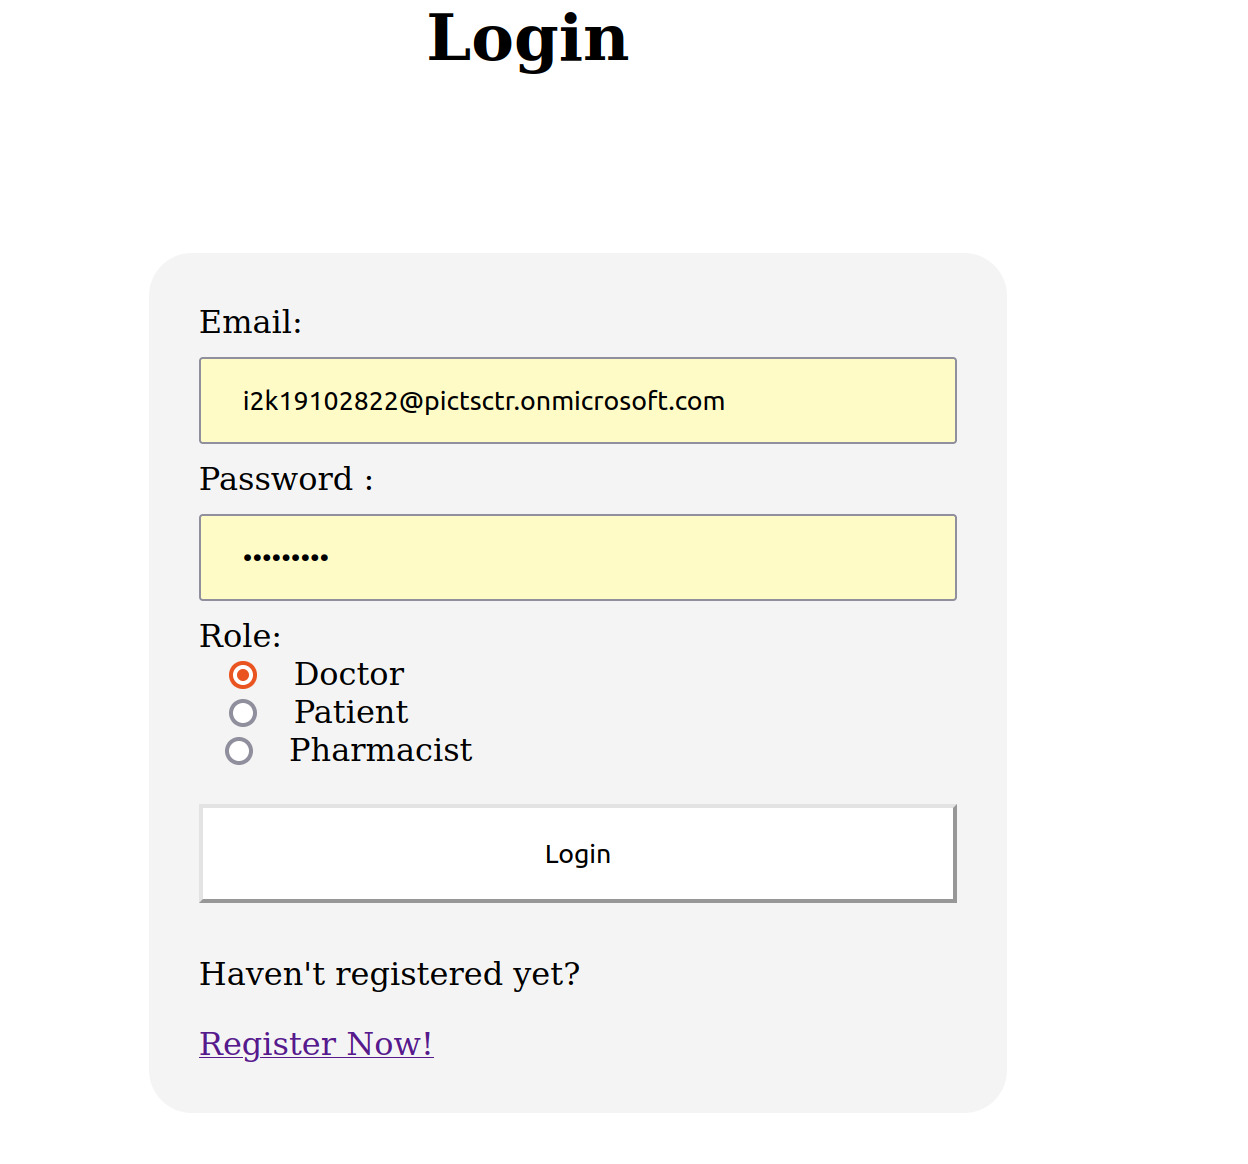 Login
Email:
i2k19102822@pictsctr.onmicrosoft.com
Password :
•••••••••
Role:
Doctor
Patient
Pharmacist
Login
Haven't registered yet?
Register Now!